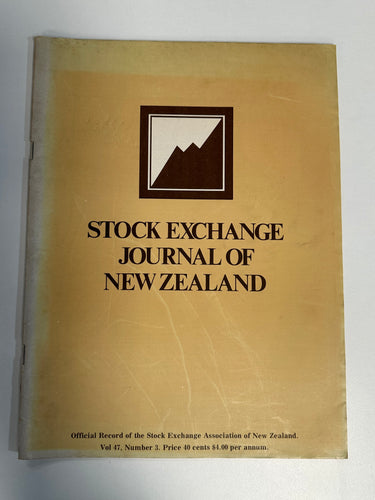 STOCK EXCHANGE
JOURNAL OF
NEW ZEALAND
Official Record of the Stock Exchange Association of New Zealand.
Vol 47, Number 3. Price 40 cents $4.00 per annum.